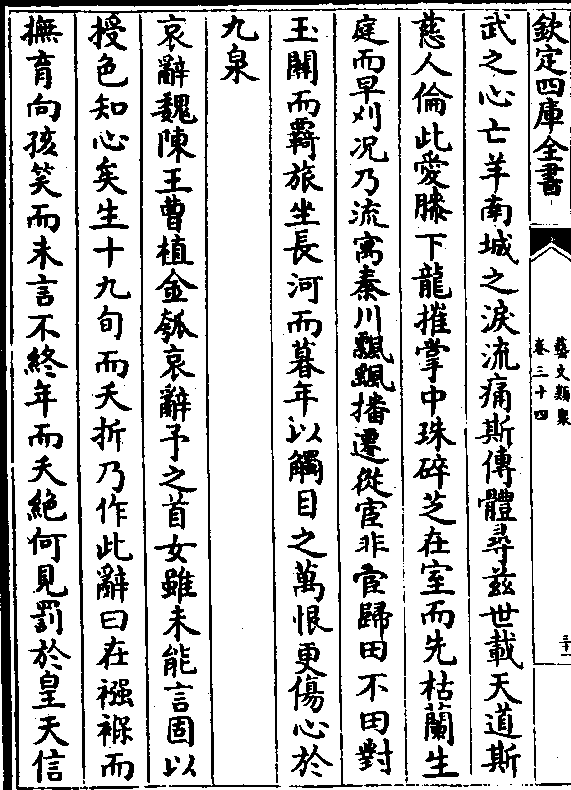 欽定四庫全書
藝文類聚
卷三十四
三十一
武之心亡羊南城之淚流痛斯傳體尋兹世載天道斯
慈人倫此愛膝下龍摧掌中珠碎芝在室而先枯蘭生
庭而早刈况乃流寓秦川飄颻播遷從宦非宦歸田不田對
玉關而羇旅坐長河而暮年以觸目之萬恨更傷心於
九泉
哀辭魏陳王曹植金瓠哀辭予之首女雖未能言固以
授色知心矣生十九旬而夭折乃作此辭曰在襁褓而
撫育向孩笑而未言不終年而夭絶何見罰於皇天信